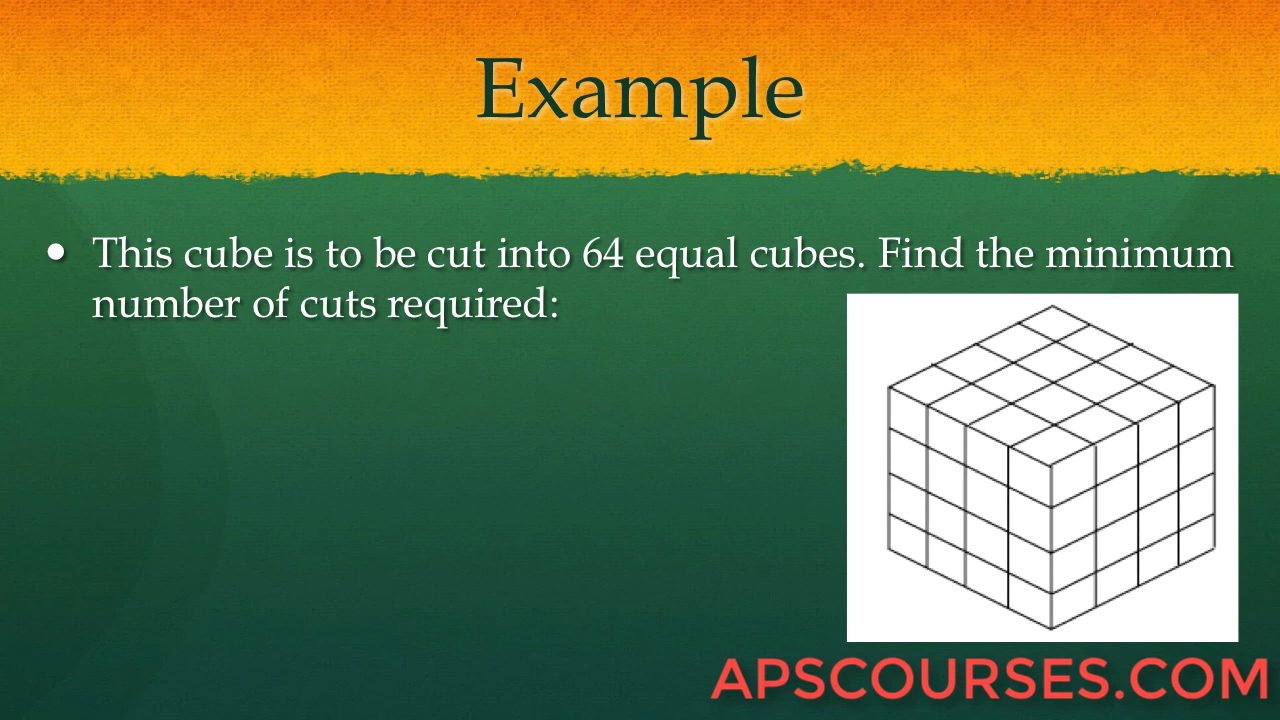 Example
• This cube is to be cut into 64 equal cubes. Find the minimum
number of cuts required:
APSCOURSES.COM